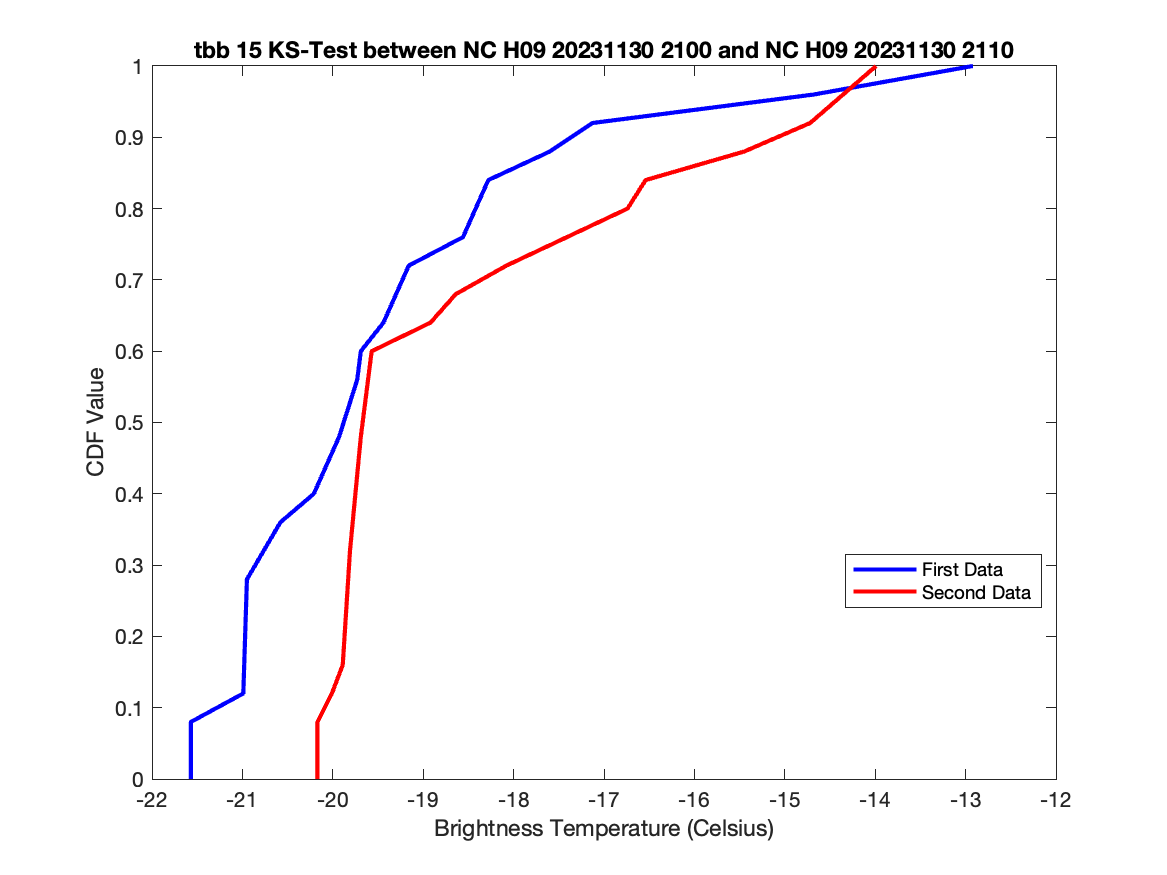 tbb 15 KS-Test between NC H09 20231130 2100 and NC H09 20231130 2110
1
0.9
0.8
0.7
0.6
0.5
0.4
0.3
0.2
0.1
0
CDF Value
First Data
Second Data
-22 -21 -20 -19 -18 -17 -16 -15 -14 -13 -12
Brightness Temperature (Celsius)